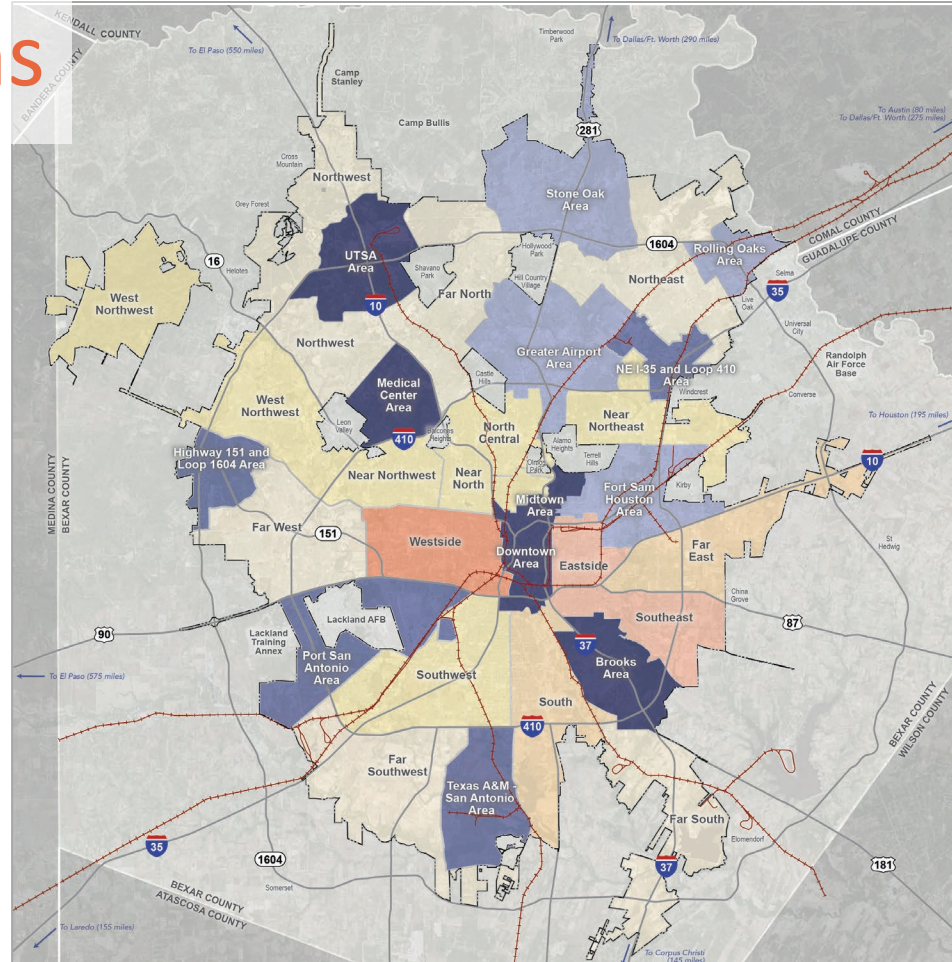 ns
KENDALL COUNTY
BANDERA COUNTY
To El Paso (550 miles)
Timberwood
Park
To Dallas/Ft. Worth (290 miles)
Camp
Stanley
Camp Bullis
281
To Austin (80 miles)
To Dallas/Ft. Worth (275 miles)
Cross
Mountain
Northwest
Grey Forest
Stone Oak
Area
COMAL COUNTY
GUADALUPE COUNTY
1604
Rolling Oaks
Area
UTSA
Area
Hollywood
Park
16
Helotes
Shavano
Park
Hill Country
Village
Northeast
Selma
35
West
Northwest
10
Far North
Live
Oak
Universal
City
Northwest
Greater Airport
Area
Randolph
Air Force
Base
NE I-35 and Loop 410
Area
Castle
Hills
Medical
Center
Area
Windcrest
Converse
West
Northwest
Leon
Valley
410
Balcones
Heights
North
Central
Near
Northeast
To Houston (195 miles)
Alamo
Heights
Terrell
Hills
Highway 151 and
Loop 1604 Area
10
Olmos
Park
Near Northwest
Near
North
Kirby
Midtown
Area
Fort Sam
Houston
Area
MEDINA COUNTY
BEXAR COUNTY
Far West
151
Westside
Far
East
St
Hedwig
Downtown
Area
Eastside
China
Grove
Lackland AFB
Southeast
87
90
Lackland
Training
Annex
37
Port San
Antonio
Area
Brooks
Area
To El Paso (575 miles)
Southwest
South
410
BEXAR COUNTY
WILSON COUNTY
Far
Southwest
Texas A&M -
San Antonio
Area
Far South
Elomendorf
35
1604
37
181
Somerset
BEXAR COUNTY
ATASCOSA COUNTY
To Laredo (155 miles)
To Corpus Christi
(145 miles)